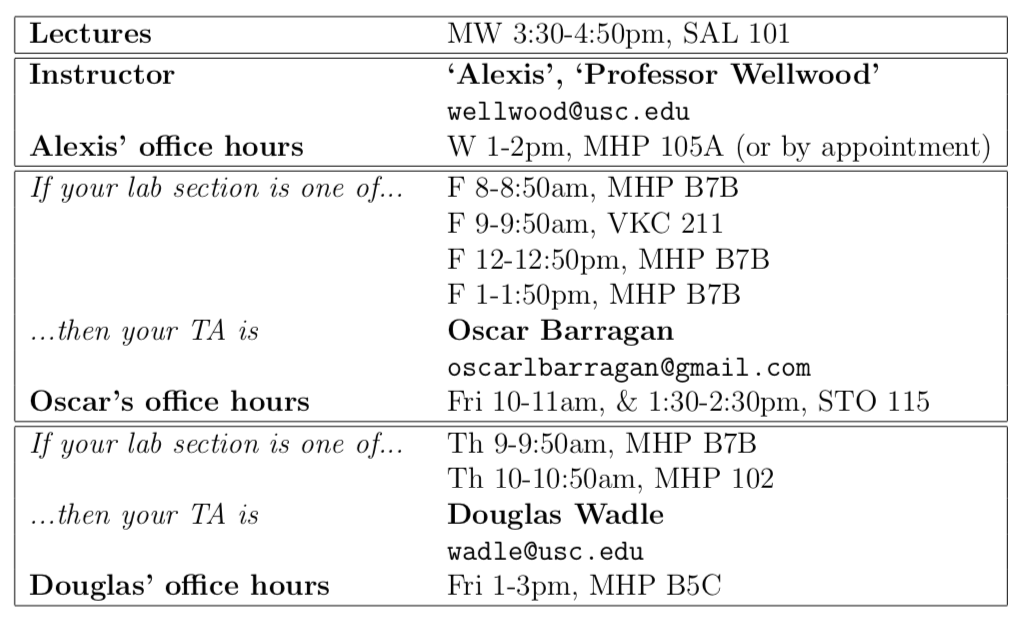 Lectures MW 3:30-4:50pm, SAL 101
Instructor ‘Alexis’, ‘Professor Wellwood’
wellwood@usc.edu
Alexis’ office hours W 1-2pm, MHP 105A (or by appointment)
If your lab section is one of... F 8-8:50am, MHP B7B
F 9-9:50am, VKC 211
F 12-12:50pm, MHP B7B
F 1-1:50pm, MHP B7B
...then your TA is Oscar Barragan
oscarlbarragan@gmail.com
Oscar’s office hours Fri 10-11am, & 1:30-2:30pm, STO 115
If your lab section is one of... Th 9-9:50am, MHP B7B
Th 10-10:50am, MHP 102
...then your TA is Douglas Wadle
wadle@usc.edu
Douglas’ office hours Fri 1-3pm, MHP B5C